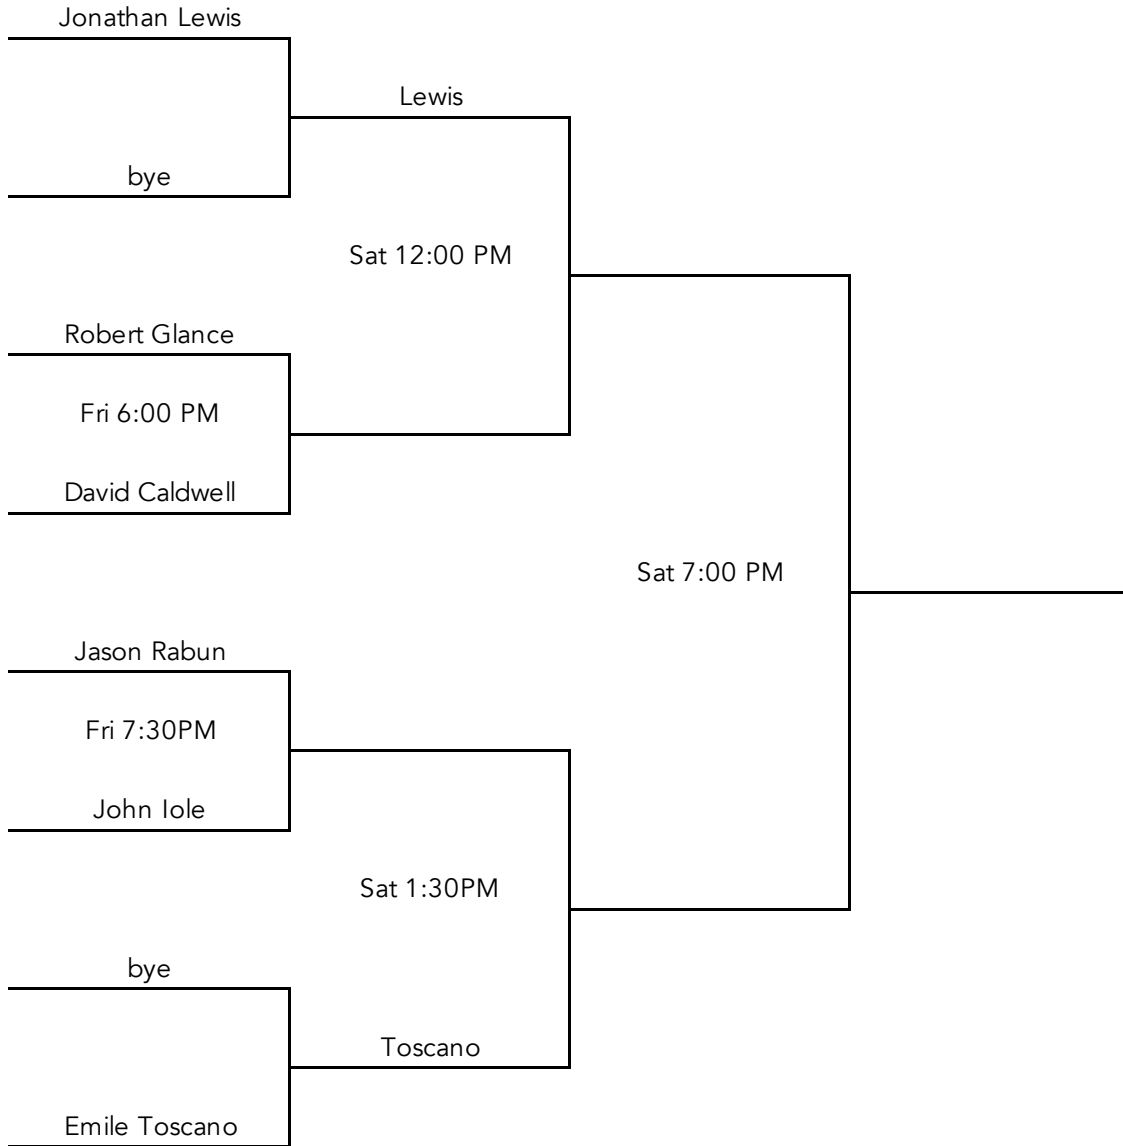 Jonathan Lewis
Lewis
bye
Sat 12:00 PM
Robert Glance
Fri 6:00 PM
David Caldwell
Sat 7:00 PM
Jason Rabun
Fri 7:30PM
John Iole
Sat 1:30PM
bye
Toscano
Emile Toscano